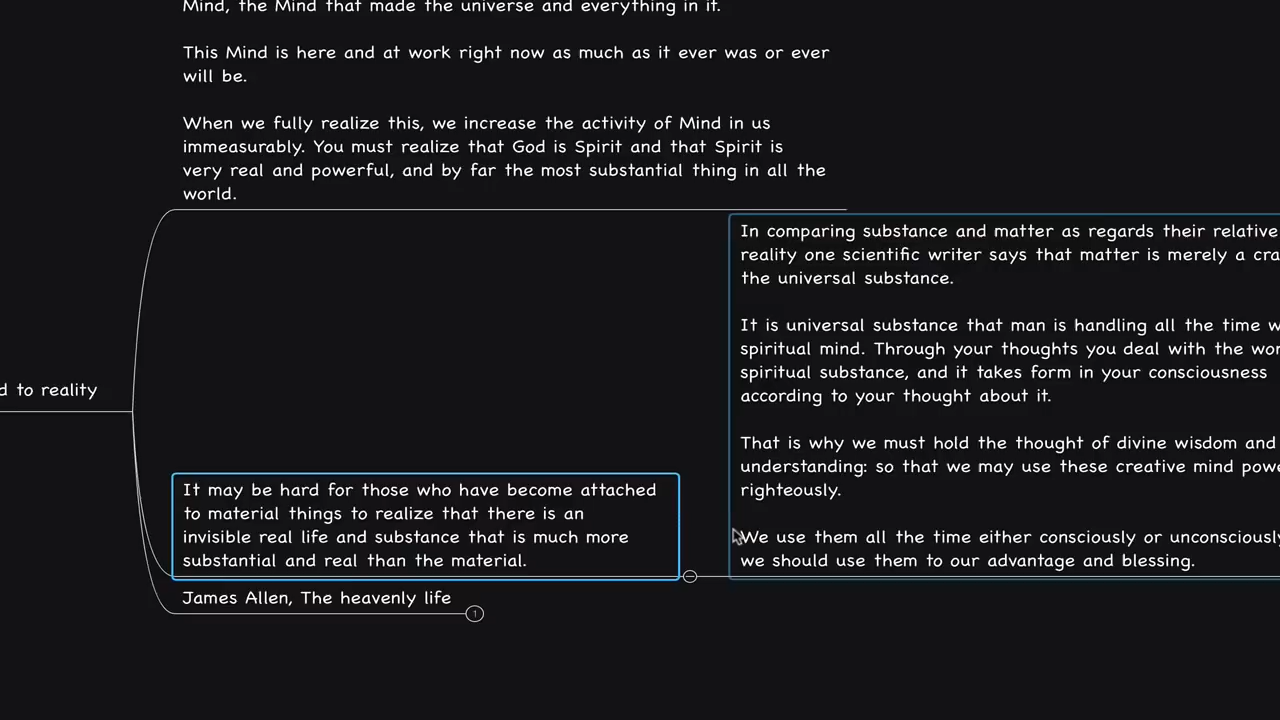 Mind, the Mind that made the universe and everything in it.
This Mind is here and at work right now as much as it ever was or ever
will be.
When we fully realize this, we increase the activity of Mind in us
immeasurably. You must realize that God is Spirit and that Spirit is
very real and powerful, and by far the most substantial thing in all the
world.
In comparing substance and matter as regards their relative
reality one scientific writer says that matter is merely a
the universal substance.
It is universal substance that man is handling all the time
spiritual mind. Through your thoughts you deal with the
spiritual substance, and it takes form in your consciousness
according to your thought about it.
That is why we must hold the thought of divine wisdom and
understanding: so that we may use these creative mind
righteously.
We use them all the time either consciously or unconsciously
we should use them to our advantage and blessing.
to reality
It may be hard for those who have become attached
to material things to realize that there is an
invisible real life and substance that is much more
substantial and real than the material.
James Allen, The heavenly life
1